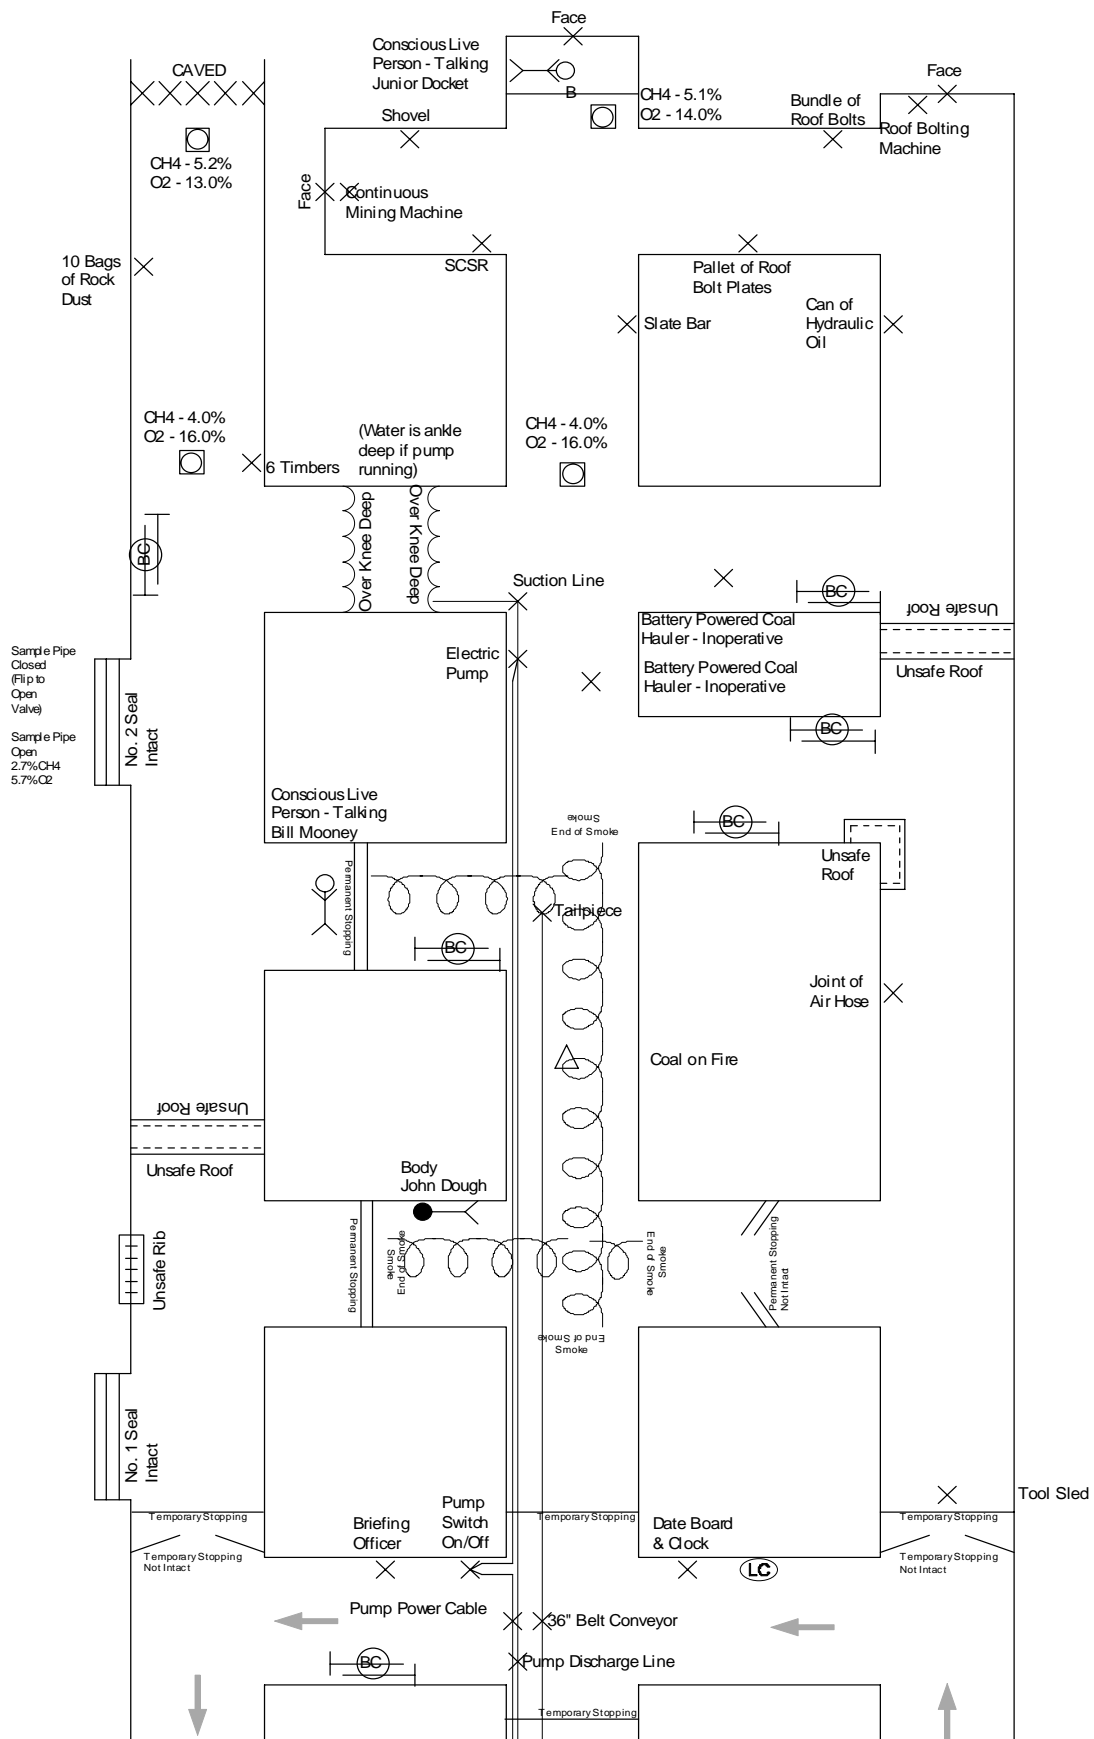 Face
Conscious Live
Person - Talking
Junior Docket
B
CAVED
CH4 - 5.1%
O2 - 14.0%
Face
Bundle of
Roof Bolts
Roof Bolting
Machine
Shovel
CH4 - 5.2%
O2 - 13.0%
Face
Continuous
Mining Machine
10 Bags
of Rock
Dust
SCSR
Pallet of Roof
Bolt Plates
Slate Bar
Can of
Hydraulic
Oil
CH4 - 4.0%
O2 - 16.0%
6 Timbers
(Water is ankle
deep if pump
running)
CH4 - 4.0%
O2 - 16.0%
Over Knee Deep
Over Knee Deep
BC
Suction Line
BC
Unsafe Roof
Unsafe Roof
Battery Powered Coal
Hauler - Inoperative
Battery Powered Coal
Hauler - Inoperative
Electric
Pump
BC
Sample Pipe
Closed
(Flip to
Open
Valve)
Sample Pipe
Open
2.7%CH4
5.7%O2
No. 2 Seal
Intact
Conscious Live
Person - Talking
Bill Mooney
Smoke
End of Smoke
BC
Unsafe
Roof
Permanent Stopping
Tailpiece
BC
Joint of
Air Hose
Coal on Fire
Unsafe Roof
Unsafe Roof
Body
John Dough
Permanent Stopping
Smoke
End of Smoke
End of Smoke
Smoke
Permanent Stopping
Not Intact
Unsafe Rib
End of Smoke
Smoke
No. 1 Seal
Intact
Tool Sled
Temporary Stopping
Temporary Stopping
Not Intact
Briefing
Officer
Pump
Switch
On/Off
Temporary Stopping
Date Board
& Clock
LC
Temporary Stopping
Temporary Stopping
Not Intact
Pump Power Cable
36" Belt Conveyor
BC
Pump Discharge Line
Temporary Stopping